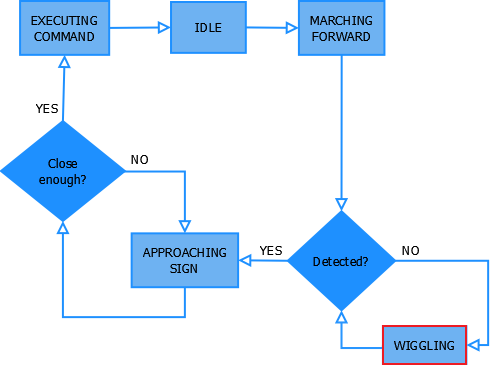 EXECUTING
COMMAND
IDLE
MARCHING
FORWARD
YES
Close
enough?
NO
APPROACHING
SIGN
YES
Detected?
NO
WIGGLING